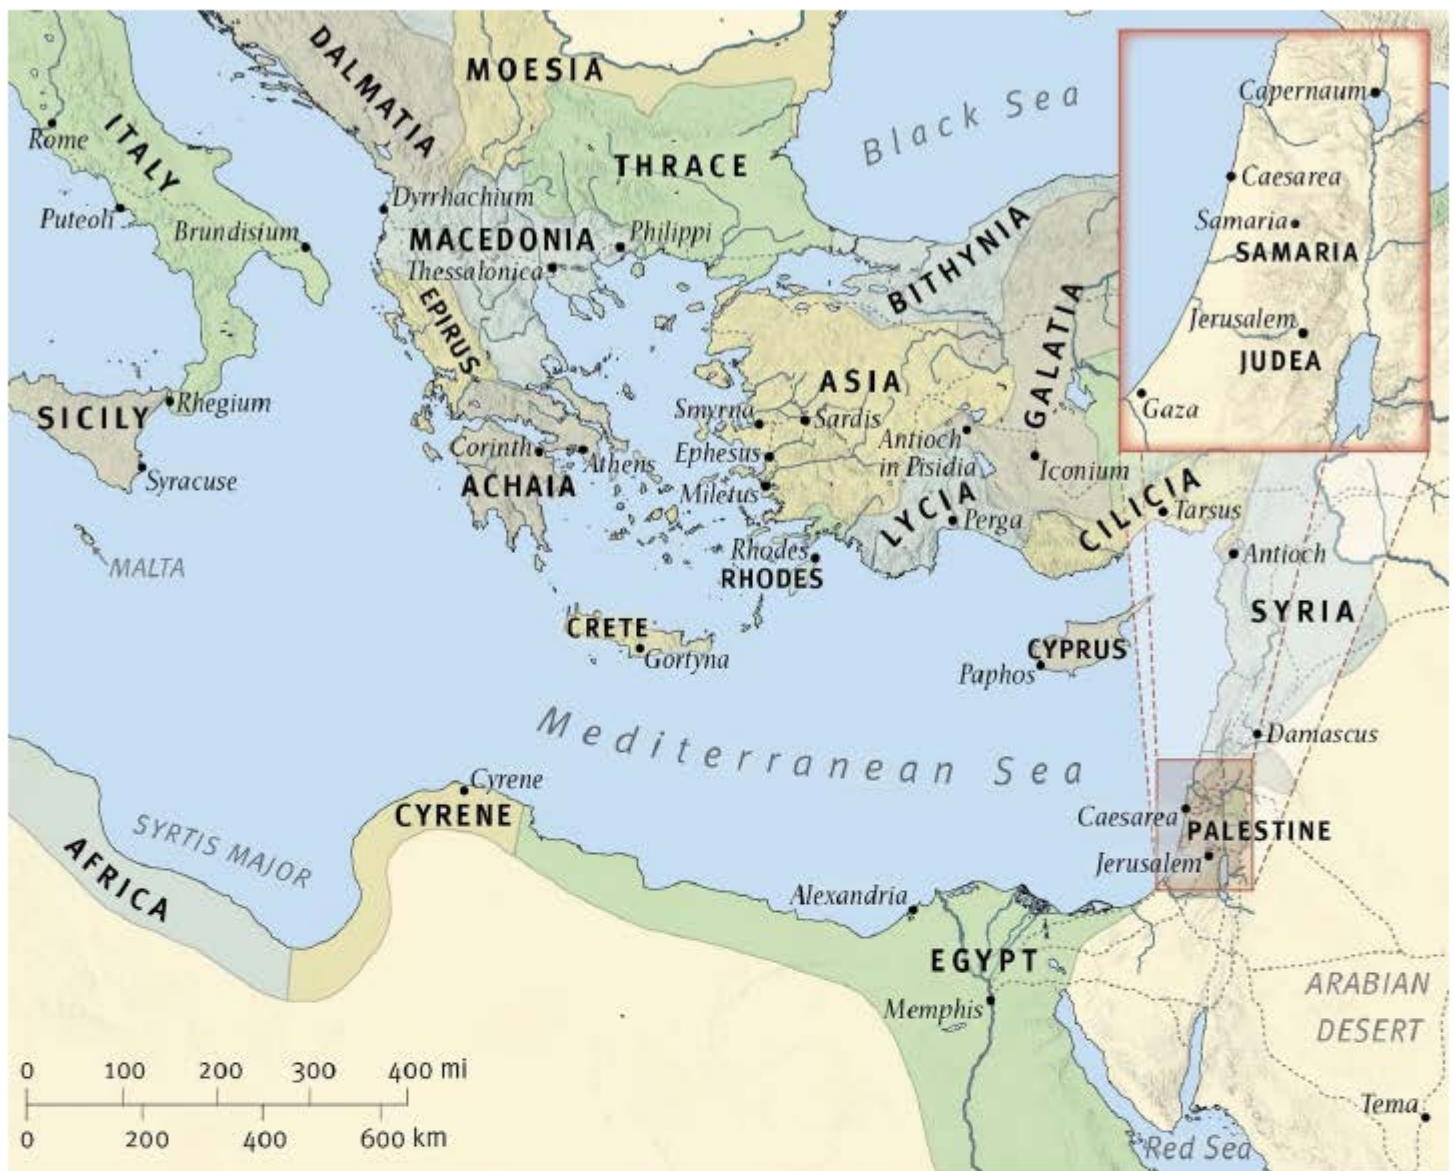 DALMATIA
MOESIA
Black Sea
Capernaum
Rome
ITALY
THRACE
Caesarea
Dyrrhachium
Samaria
Puteoli
Brundisium
MACEDONIA
Philippi
BITHYNIA
SAMARIA
Thessalonica
EPIRUS
GALATIA
Jerusalem
JUDEA
ASIA
SICILY
Rhegium
Smyrna
Sardis
Gaza
Antioch
in Pisidia
Corinth
Athens
Ephesus
Iconium
Syracuse
ACHAIA
Miletus
LYCIA
Perga
CILICIA
Tarsus
MALTA
Rhodes
RHODES
Antioch
SYRIA
CRETE
Gortyna
CYPRUS
Paphos
Mediterranean Sea
Damascus
Cyrene
CYRENE
SYRTIS MAJOR
Caesarea
PALESTINE
AFRICA
Jerusalem
Alexandria
EGYPT
ARABIAN
DESERT
Memphis
0 100 200 300 400 mi
0 200 400 600 km
Tema
Red Sea